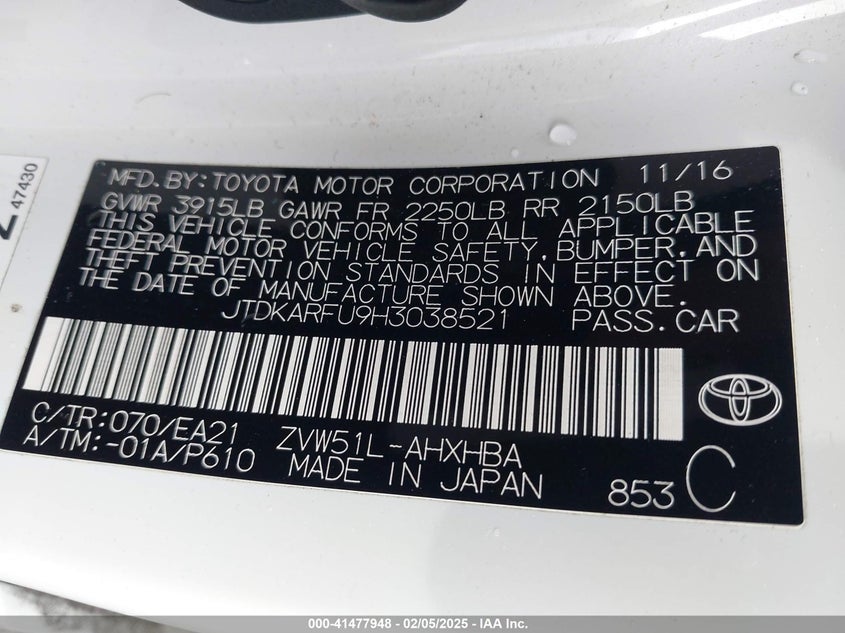 47430
MFD.BY:TOYOTA MOTOR CORPORATION 11/16
GVWR 3915LB GAWR FR 2250LB RR 2150LB
THIS VEHICLE CONFORMS TO ALL APPLICABLE
FEDERAL MOTOR VEHICLE SAFETY,BUMPER,AND
THEFT PREVENTION STANDARDS IN EFFECT ON
THE DATE OF MANUFACTURE SHOWN ABOVE.
JTDKARFU9H3038521 PASS.CAR
C/TR:070/EA21 ZVW51L-AHXHBA
A/TM:-01A/P610 MADE IN JAPAN 853 C
000-41477948 - 02/05/2025 - IAA Inc.